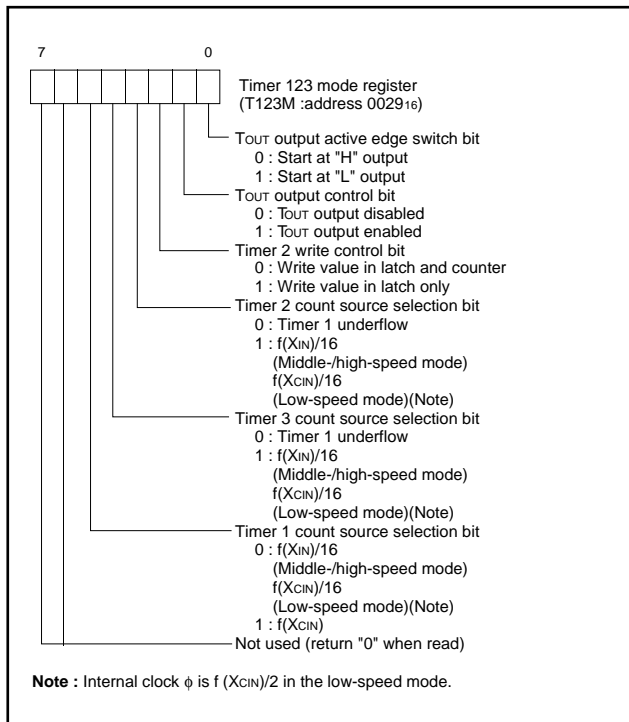 7 0
Timer 123 mode register
(T123M :address 002916)
TOUT output active edge switch bit
0 : Start at "H" output
1 : Start at "L" output
TOUT output control bit
0 : TOUT output disabled
1 : TOUT output enabled
Timer 2 write control bit
0 : Write value in latch and counter
1 : Write value in latch only
Timer 2 count source selection bit
0 : Timer 1 underflow
1 : f(XIN)/16
(Middle-/high-speed mode)
f(XCIN)/16
(Low-speed mode)(Note)
Timer 3 count source selection bit
0 : Timer 1 underflow
1 : f(XIN)/16
(Middle-/high-speed mode)
f(XCIN)/16
(Low-speed mode)(Note)
Timer 1 count source selection bit
0 : f(XIN)/16
(Middle-/high-speed mode)
f(XCIN)/16
(Low-speed mode)(Note)
1 : f(XCIN)
Not used (return "0" when read)
Note : Internal clock ϕ is f (XCIN)/2 in the low-speed mode.